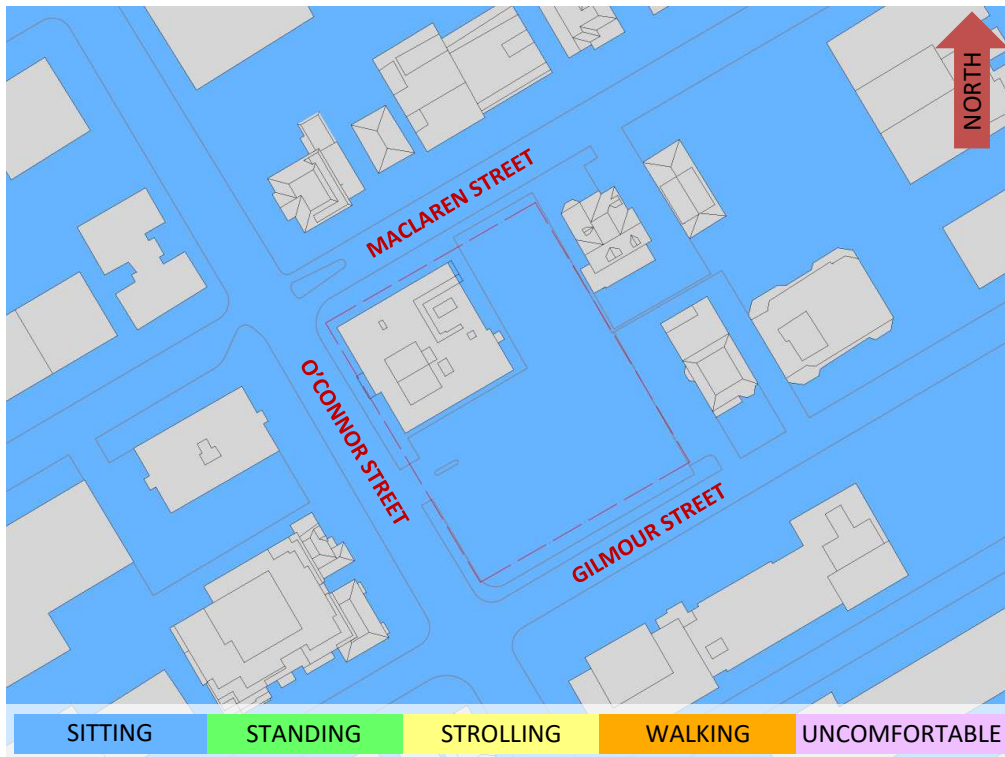 NORTH
MACLAREN STREET
O'CONNOR STREET
GILMOUR STREET
SITTING STANDING STROLLING WALKING UNCOMFORTABLE